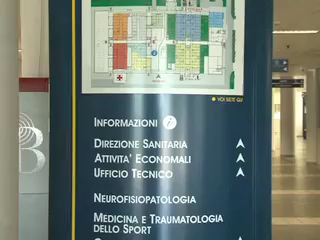 VOI SIETE QUI
INFORMAZIONI i
DIREZIONE SANITARIA
ATTIVITA' ECONOMALI
UFFICIO TECNICO
NEUROFISIOPATOLOGIA
MEDICINA E TRAUMATOLOGIA
DELLO SPORT